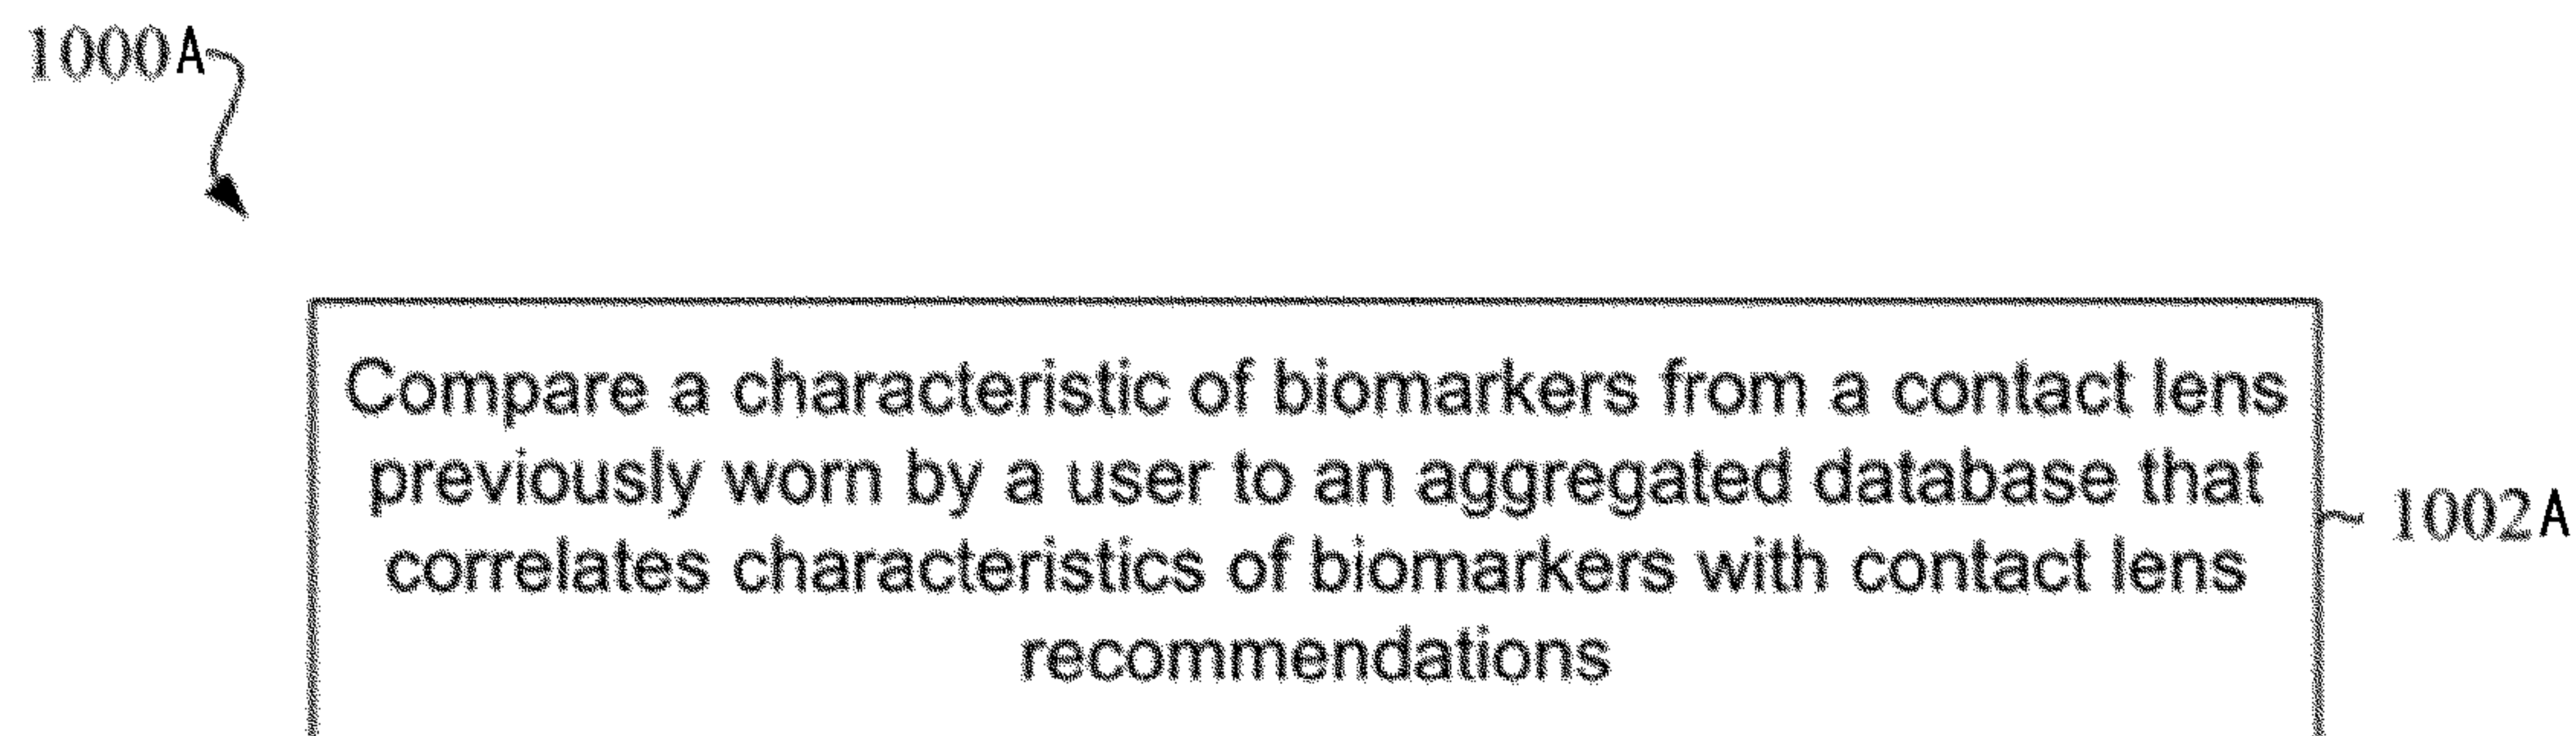 1000A
Compare a characteristic of biomarkers from a contact lens
previously worn by a user to an aggregated database that
correlates characteristics of biomarkers with contact lens
recommendations
1002A